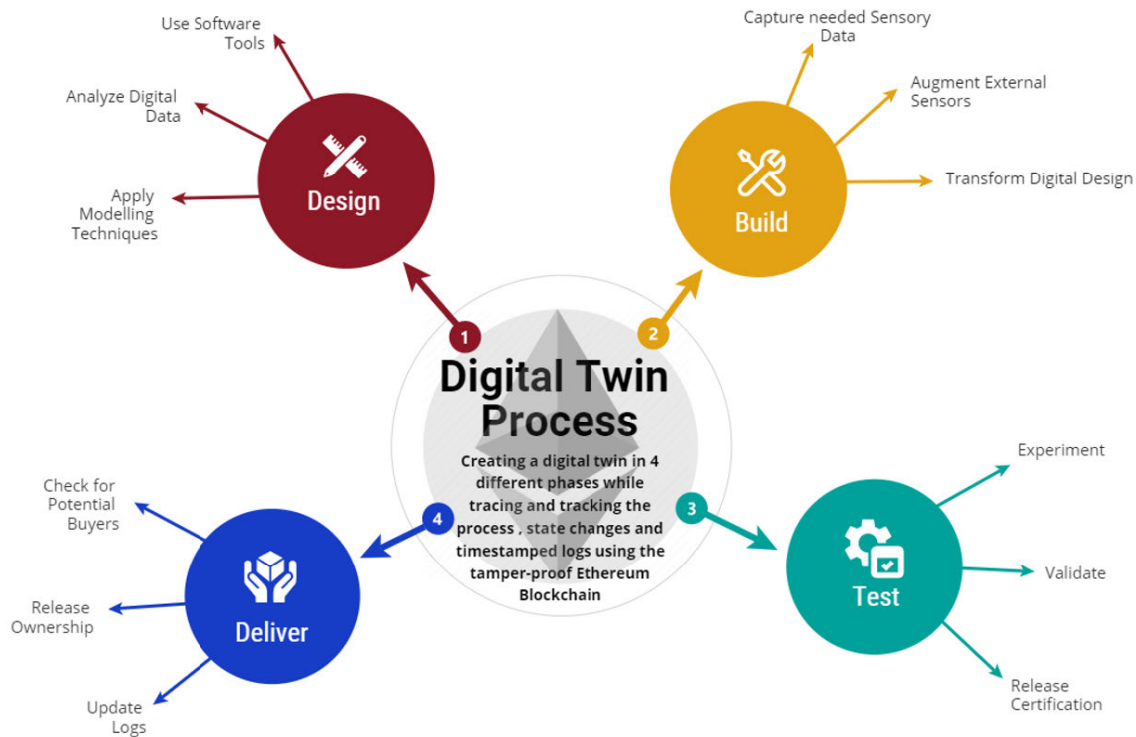 Use Software
Tools
Analyze Digital
Data
Apply
Modelling
Techniques
Design
Capture needed Sensory
Data
Augment External
Sensors
Transform Digital Design
Build
1
2
Digital Twin
Process
Creating a digital twin in 4
different phases while
tracing and tracking the
process , state changes and
timestamped logs using the
tamper-proof Ethereum
Blockchain
3
4
Experiment
Validate
Release
Certification
Test
Check for
Potential
Buyers
Release
Ownership
Update
Logs
Deliver